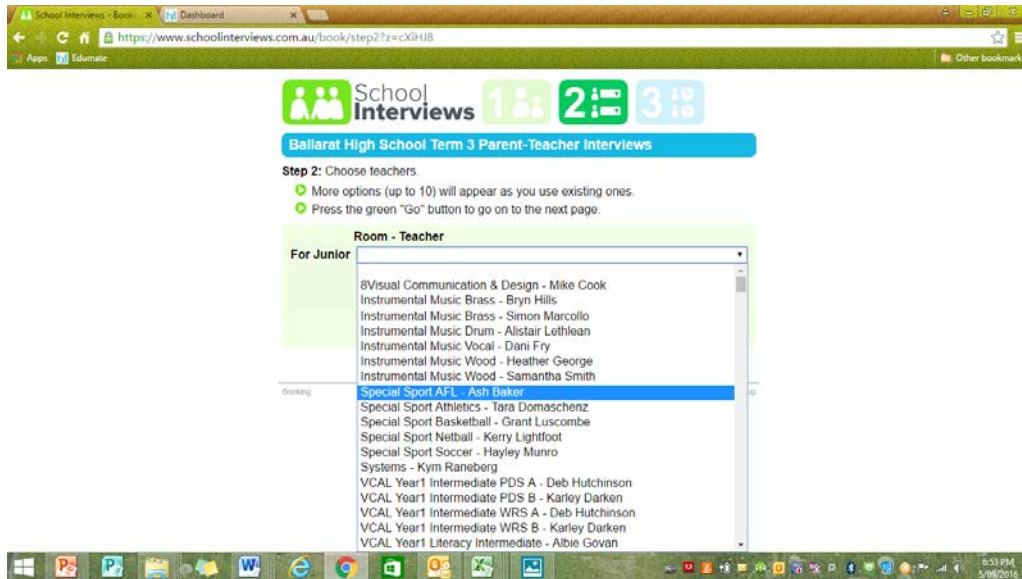 School Interviews - Book
Dashboard
https://www.schoolinterviews.com.au/book/step2?z=cXiHJ8
Apps
Edumate
Other bookmark
School
Interviews
1
2
3
Ballarat High School Term 3 Parent-Teacher Interviews
Step 2: Choose teachers.
More options (up to 10) will appear as you use existing ones.
Press the green "Go" button to go on to the next page.
Room - Teacher
For Junior
8Visual Communication & Design - Mike Cook
Instrumental Music Brass - Bryn Hills
Instrumental Music Brass - Simon Marcollo
Instrumental Music Drum - Alistair Lethlean
Instrumental Music Vocal - Dani Fry
Instrumental Music Wood - Heather George
Instrumental Music Wood - Samantha Smith
Booking
Special Sport AFL - Ash Baker
Special Sport Athletics - Tara Domaschenz
Special Sport Basketball - Grant Luscombe
Special Sport Netball - Kerry Lightfoot
Special Sport Soccer - Hayley Munro
Systems - Kym Raneberg
VCAL Year1 Intermediate PDS A - Deb Hutchinson
VCAL Year1 Intermediate PDS B - Karley Darken
VCAL Year1 Intermediate WRS A - Deb Hutchinson
VCAL Year1 Intermediate WRS B - Karley Darken
VCAL Year1 Literacy Intermediate - Albie Govan
6:53 PM
5/09/2016